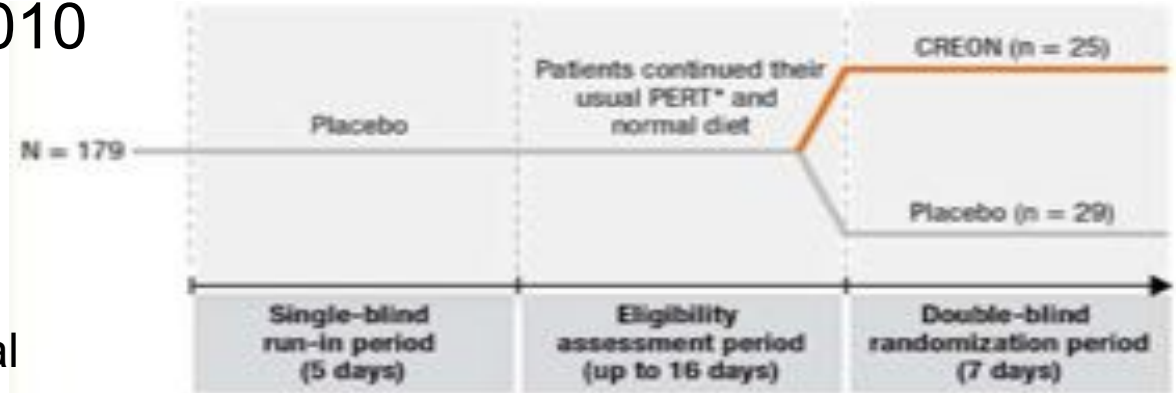 010
CREON (n = 25)
Patients continued their
usual PERT* and
normal diet
Placebo
N = 179
Placebo (n = 29)
al
Single-blind
run-in period
(5 days)
Eligibility
assessment period
(up to 16 days)
Double-blind
randomization period
(7 days)